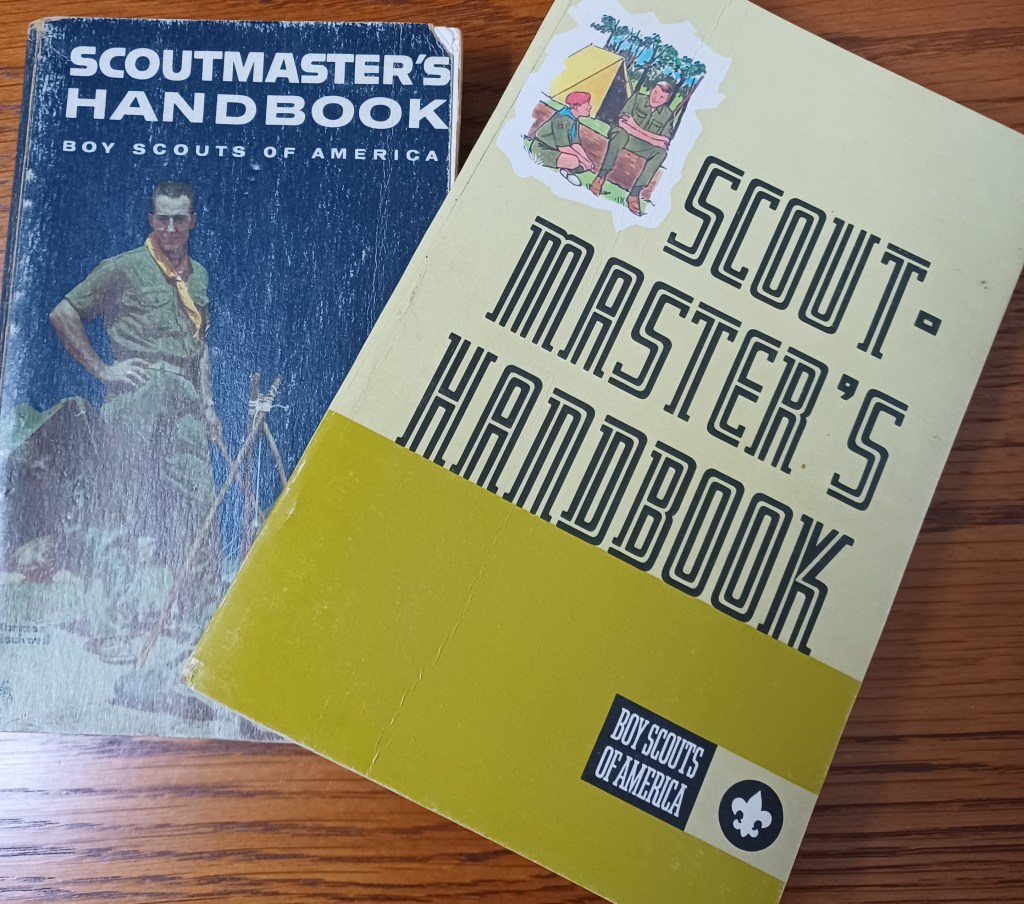 SCOUTMASTER'S
HANDBOOK
BOY SCOUTS OF AMERICA
SCOUT-
MASTER'S
HANDBOOK
BOY SCOUTS
OF AMERICA